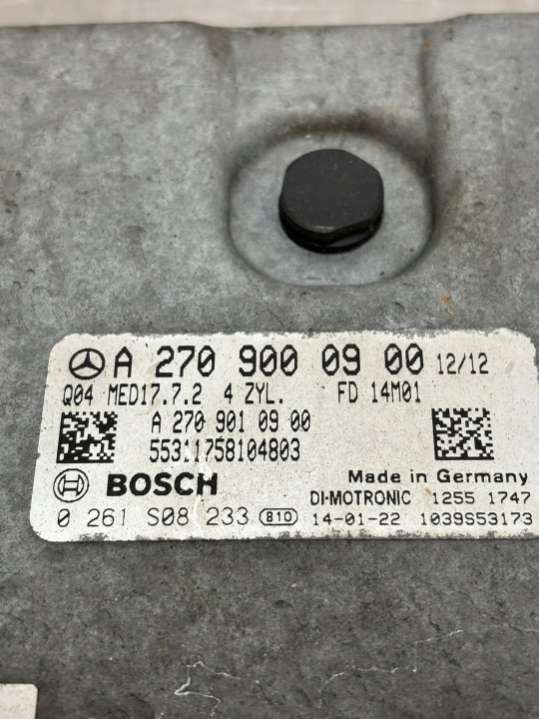 A 270 900 09 00 12/12
Q04 MED17.7.2 4 ZYL. FD 14M01
A 270 901 09 00
55311758104803
BOSCH Made in Germany
DI-MOTRONIC 1255 1747
0 261 S08 233 810 14-01-22 1039S53173